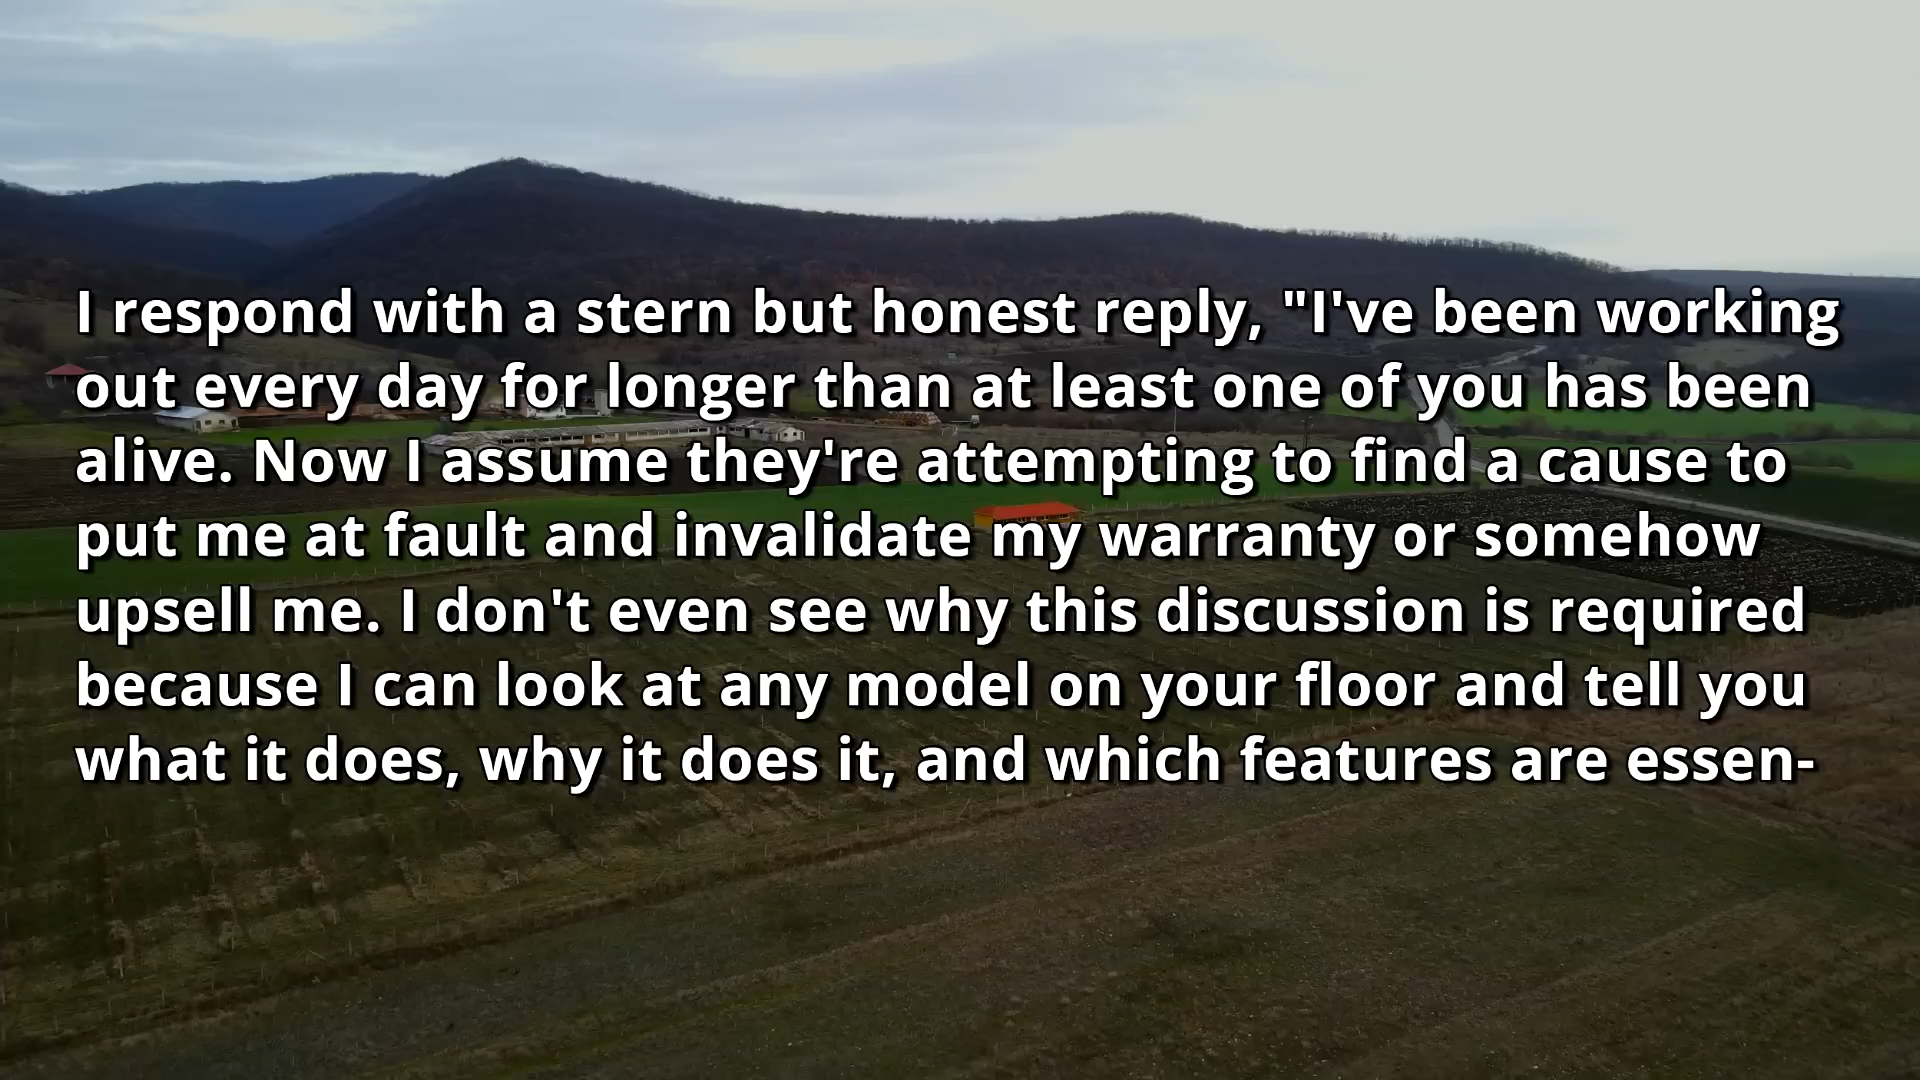 I respond with a stern but honest reply, "I've been working
out every day for longer than at least one of you has been
alive. Now I assume they're attempting to find a cause to
put me at fault and invalidate my warranty or somehow
upsell me. I don't even see why this discussion is required
because I can look at any model on your floor and tell you
what it does, why it does it, and which features are essen-